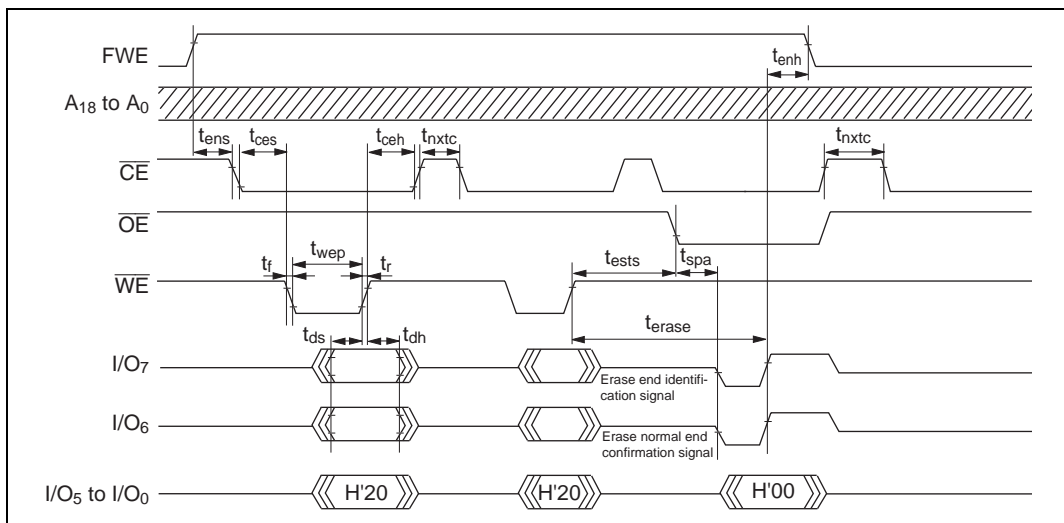 FWE
tenh
A18 to A0
tens
tces
tceh
tnxtc
tnxtc
CE
OE
twep
tf
tr
tests
tspa
WE
terase
tds
tdh
I/O7
Erase end identifi-
cation signal
I/O6
Erase normal end
confirmation signal
I/O5 to I/O0
H'20
H'20
H'00